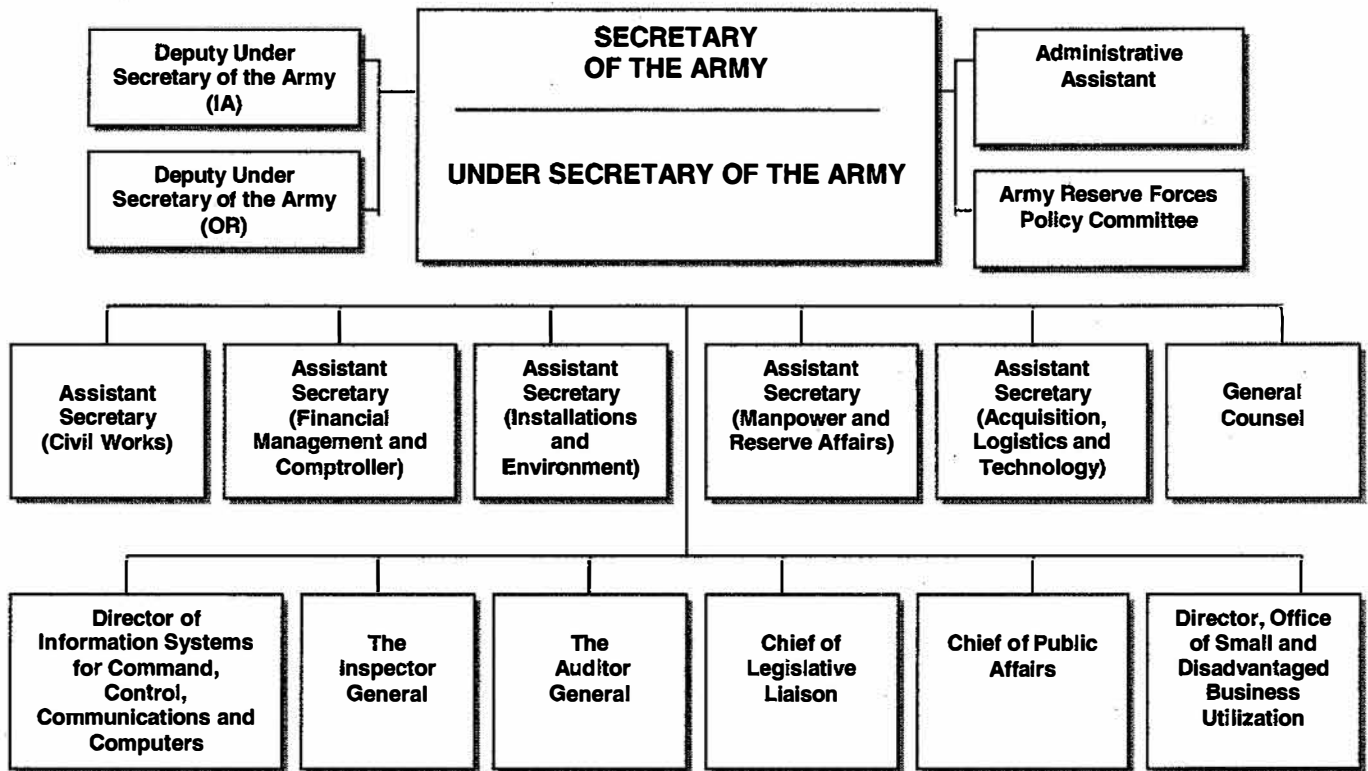 Deputy Under
Secretary of the Army
(IA)
Deputy Under
Secretary of the Army
(OR)
SECRETARY
OF THE ARMY
UNDER SECRETARY OF THE ARMY
Administrative
Assistant
Army Reserve Forces
Policy Committee
Assistant
Secretary
(Civil Works)
Assistant
Secretary
(Financial
Management and
Comptroller)
Assistant
Secretary
(Installations
and
Environment)
Assistant
Secretary
(Manpower and
Reserve Affairs)
Assistant
Secretary
(Acquisition,
Logistics and
Technology)
General
Counsel
Director of
Information Systems
for Command,
Control,
Communications and
Computers
The
Inspector
General
The
Auditor
General
Chief of
Legislative
Liaison
Chief of Public
Affairs
Director, Office
of Small and
Disadvantaged
Business
Utilization